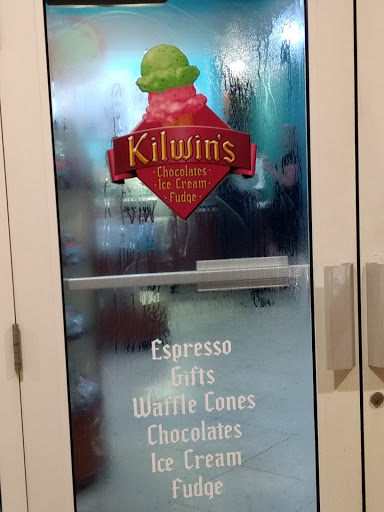 Kilwin's
· Chocolates ·
· Ice Cream ·
· Fudge ·
Espresso
Gifts
Waffle Cones
Chocolates
Ice Cream
Fudge